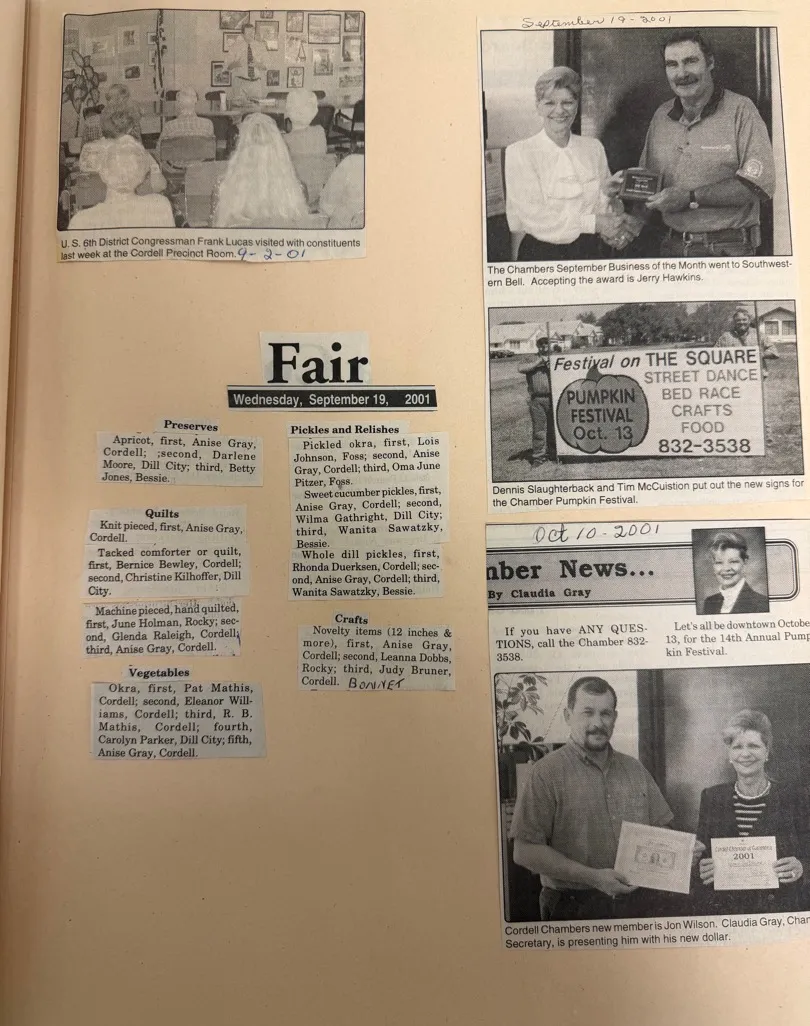 U. S. 6th District Congressman Frank Lucas visited with constituents
last week at the Cordell Precinct Room. 9-2-01
Fair
Wednesday, September 19, 2001
Preserves
Apricot, first, Anise Gray,
Cordell; ;second, Darlene
Moore, Dill City; third, Betty
Jones, Bessie.
Quilts
Knit pieced, first, Anise Gray,
Cordell.
Tacked comforter or quilt,
first, Bernice Bewley, Cordell;
second, Christine Kilhoffer, Dill
City.
Machine pieced, hand quilted,
first, June Holman, Rocky; sec-
ond, Glenda Raleigh, Cordell;
third, Anise Gray, Cordell.
Vegetables
Okra, first, Pat Mathis,
Cordell; second, Eleanor Will-
iams, Cordell; third, R. B.
Mathis, Cordell; fourth,
Carolyn Parker, Dill City; fifth,
Anise Gray, Cordell.
Pickles and Relishes
Pickled okra, first, Lois
Johnson, Foss; second, Anise
Gray, Cordell; third, Oma June
Pitzer, Foss.
Sweet cucumber pickles, first,
Anise Gray, Cordell; second,
Wilma Gathright, Dill City;
third, Wanita Sawatzky,
Bessie.
Whole dill pickles, first,
Rhonda Duerksen, Cordell; sec-
ond, Anise Gray, Cordell; third,
Wanita Sawatzky, Bessie.
Crafts
Novelty items (12 inches &
more), first, Anise Gray,
Cordell; second, Leanna Dobbs,
Rocky; third, Judy Bruner,
Cordell. BONNET
September 19-2001
The Chambers September Business of the Month went to Southwest-
ern Bell. Accepting the award is Jerry Hawkins.
Festival on THE SQUARE
STREET DANCE
BED RACE
CRAFTS
FOOD
832-3538
PUMPKIN
FESTIVAL
Oct. 13
Dennis Slaughterback and Tim McCuistion put out the new signs for
the Chamber Pumpkin Festival.
Oct 10-2001
mber News...
By Claudia Gray
If you have ANY QUES-
TIONS, call the Chamber 832-
3538.
Let's all be downtown Octobe
13, for the 14th Annual Pump
kin Festival.
2001
Cordell Chambers new member is Jon Wilson. Claudia Gray, Cham
Secretary, is presenting him with his new dollar.